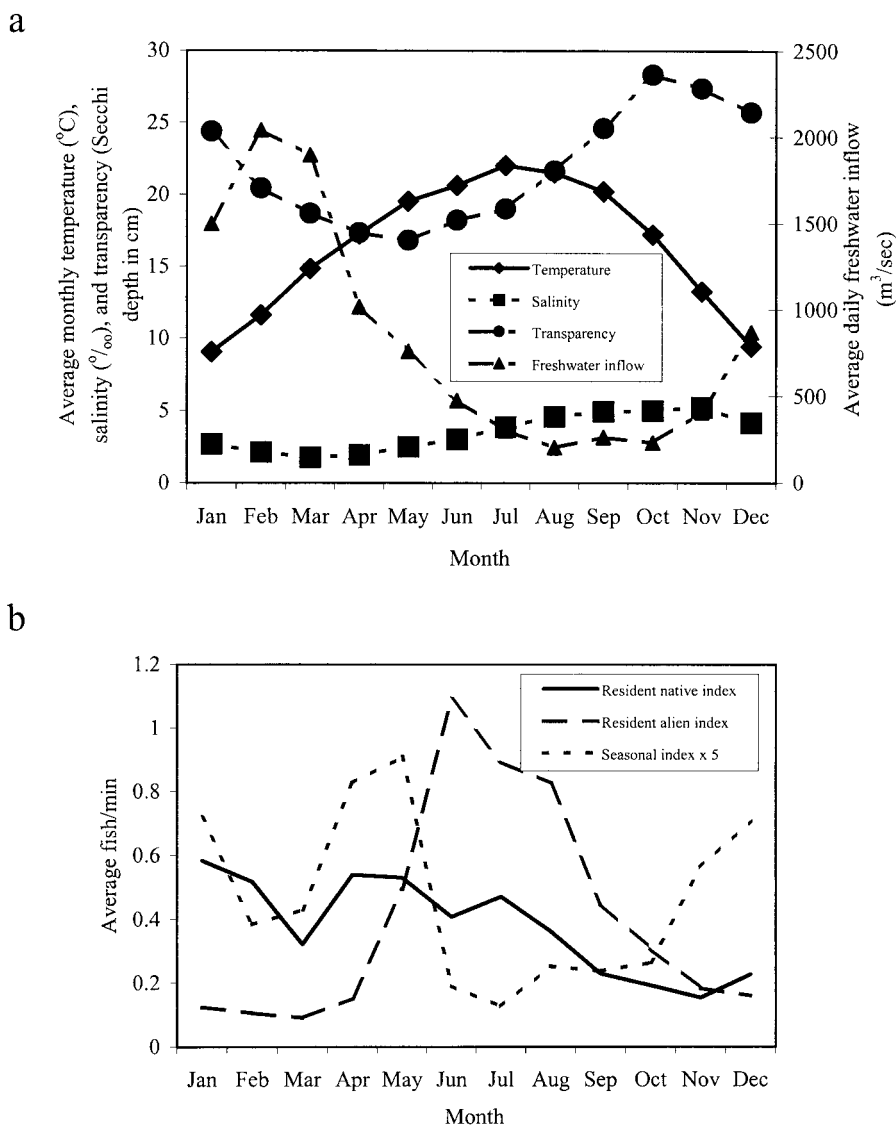 a
Average monthly temperature (°C),
salinity (°/oo), and transparency (Secchi
depth in cm)
30
25
20
15
10
5
0
2500
2000
1500
1000
500
0
Average daily freshwater inflow
(m³/sec)
Temperature
Salinity
Transparency
Freshwater inflow
Jan Feb Mar Apr May Jun Jul Aug Sep Oct Nov Dec
Month
b
Average fish/min
1.2
1
0.8
0.6
0.4
0.2
0
Resident native index
Resident alien index
Seasonal index x 5
Jan Feb Mar Apr May Jun Jul Aug Sep Oct Nov Dec
Month